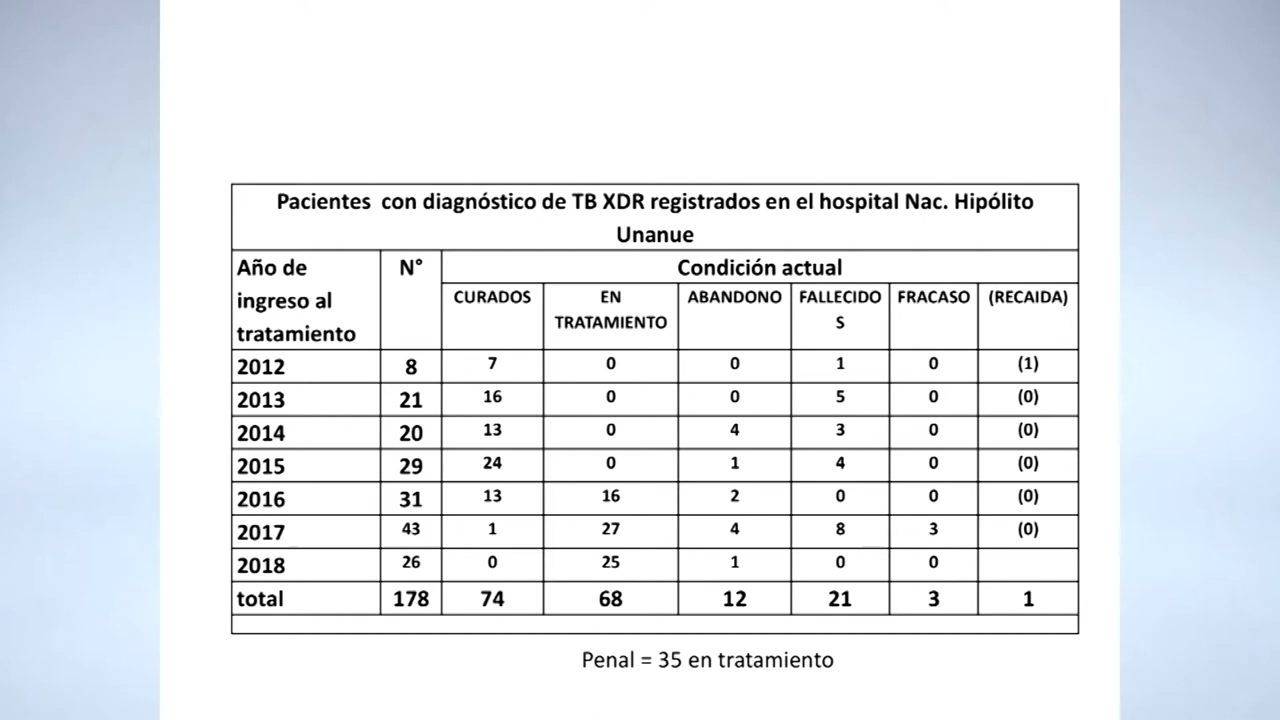 Pacientes con diagnóstico de TB XDR registrados en el hospital Nac. Hipólito
Unanue
Año de ingreso al tratamiento N° Condición actual
CURADOS EN TRATAMIENTO ABANDONO FALLECIDOS FRACASO (RECAIDA)
2012 8 7 0 0 1 0 (1)
2013 21 16 0 0 5 0 (0)
2014 20 13 0 4 3 0 (0)
2015 29 24 0 1 4 0 (0)
2016 31 13 16 2 0 0 (0)
2017 43 1 27 4 8 3 (0)
2018 26 0 25 1 0 0
total 178 74 68 12 21 3 1
Penal = 35 en tratamiento